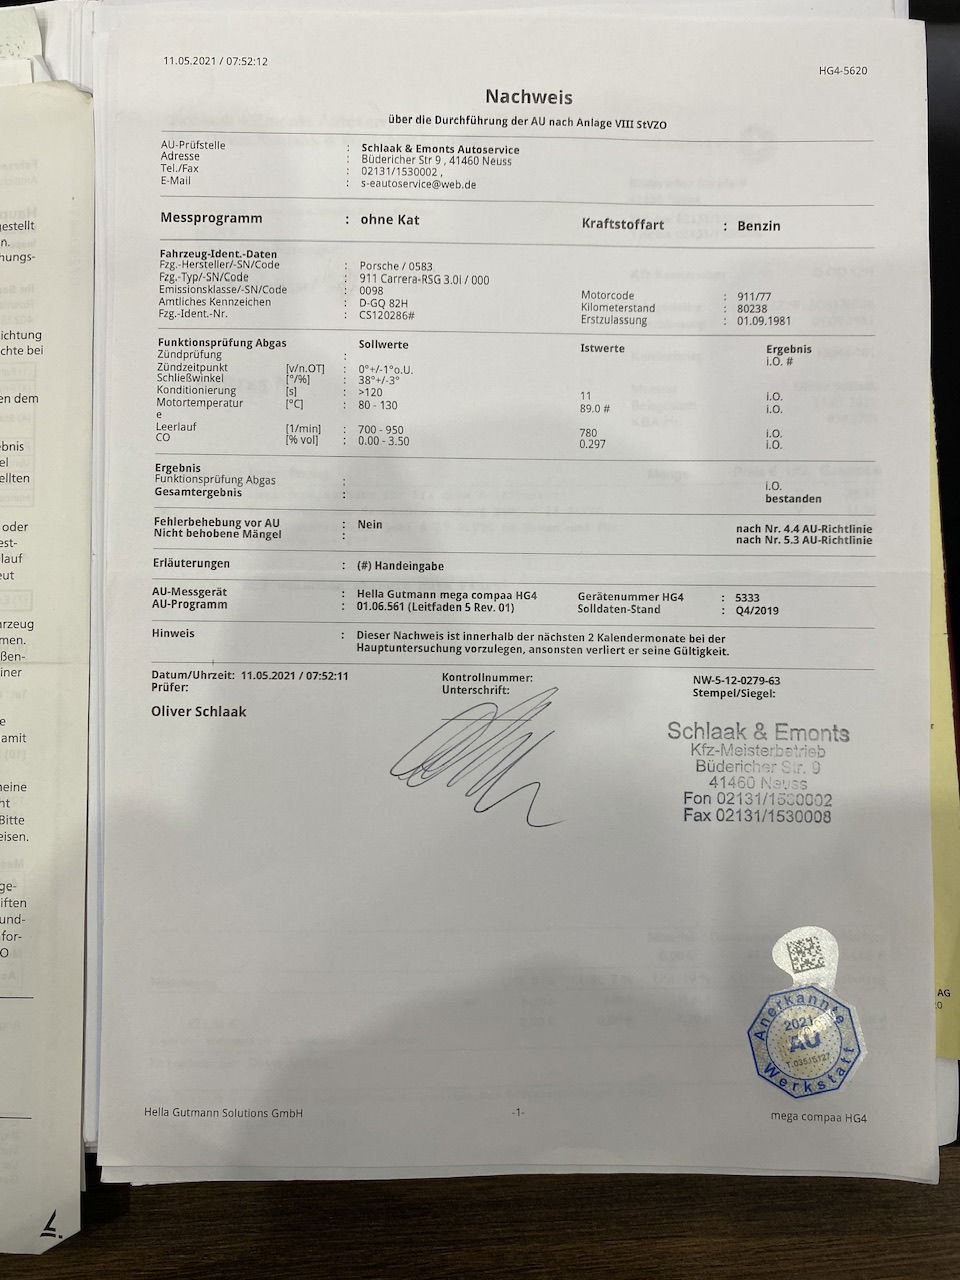 11.05.2021 / 07:52:12
HG4-5620
Nachweis
über die Durchführung der AU nach Anlage VIII StVZO
AU-Prüfstelle : Schlaak & Emonts Autoservice
Adresse : Büdericher Str 9 , 41460 Neuss
Tel./Fax : 02131/1530002 ,
E-Mail : s-eautoservice@web.de
Messprogramm : ohne Kat Kraftstoffart : Benzin
Fahrzeug-Ident.-Daten
Fzg.-Hersteller/-SN/Code : Porsche / 0583
Fzg.-Typ/-SN/Code : 911 Carrera-RSG 3.0l / 000
Emissionsklasse/-SN/Code : 0098 Motorcode : 911/77
Amtliches Kennzeichen : D-GQ 82H Kilometerstand : 80238
Fzg.-Ident.-Nr. : CS120286# Erstzulassung : 01.09.1981
Funktionsprüfung Abgas Sollwerte Istwerte Ergebnis
Zündprüfung : i.O. #
Zündzeitpunkt [v/n.OT] : 0°+/-1°o.U.
Schließwinkel [°/%] : 38°+/-3°
Konditionierung [s] : >120 11 i.O.
Motortemperatur [°C] : 80 - 130 89.0 # i.O.
e
Leerlauf [1/min] : 700 - 950 780 i.O.
CO [% vol] : 0.00 - 3.50 0.297 i.O.
Ergebnis
Funktionsprüfung Abgas : i.O.
Gesamtergebnis : bestanden
Fehlerbehebung vor AU : Nein nach Nr. 4.4 AU-Richtlinie
Nicht behobene Mängel : nach Nr. 5.3 AU-Richtlinie
Erläuterungen : (#) Handeingabe
AU-Messgerät : Hella Gutmann mega compaa HG4 Gerätenummer HG4 : 5333
AU-Programm : 01.06.561 (Leitfaden 5 Rev. 01) Solldaten-Stand : Q4/2019
Hinweis : Dieser Nachweis ist innerhalb der nächsten 2 Kalendermonate bei der
Hauptuntersuchung vorzulegen, ansonsten verliert er seine Gültigkeit.
Datum/Uhrzeit: 11.05.2021 / 07:52:11 Kontrollnummer: NW-5-12-0279-63
Prüfer: Unterschrift: Stempel/Siegel:
Oliver Schlaak
Schlaak & Emonts
Kfz-Meisterbetrieb
Büdericher Str. 9
41460 Neuss
Fon 02131/1530002
Fax 02131/1530008
Anerkannte
2021
AU
Werkstatt
Hella Gutmann Solutions GmbH -1- mega compaa HG4